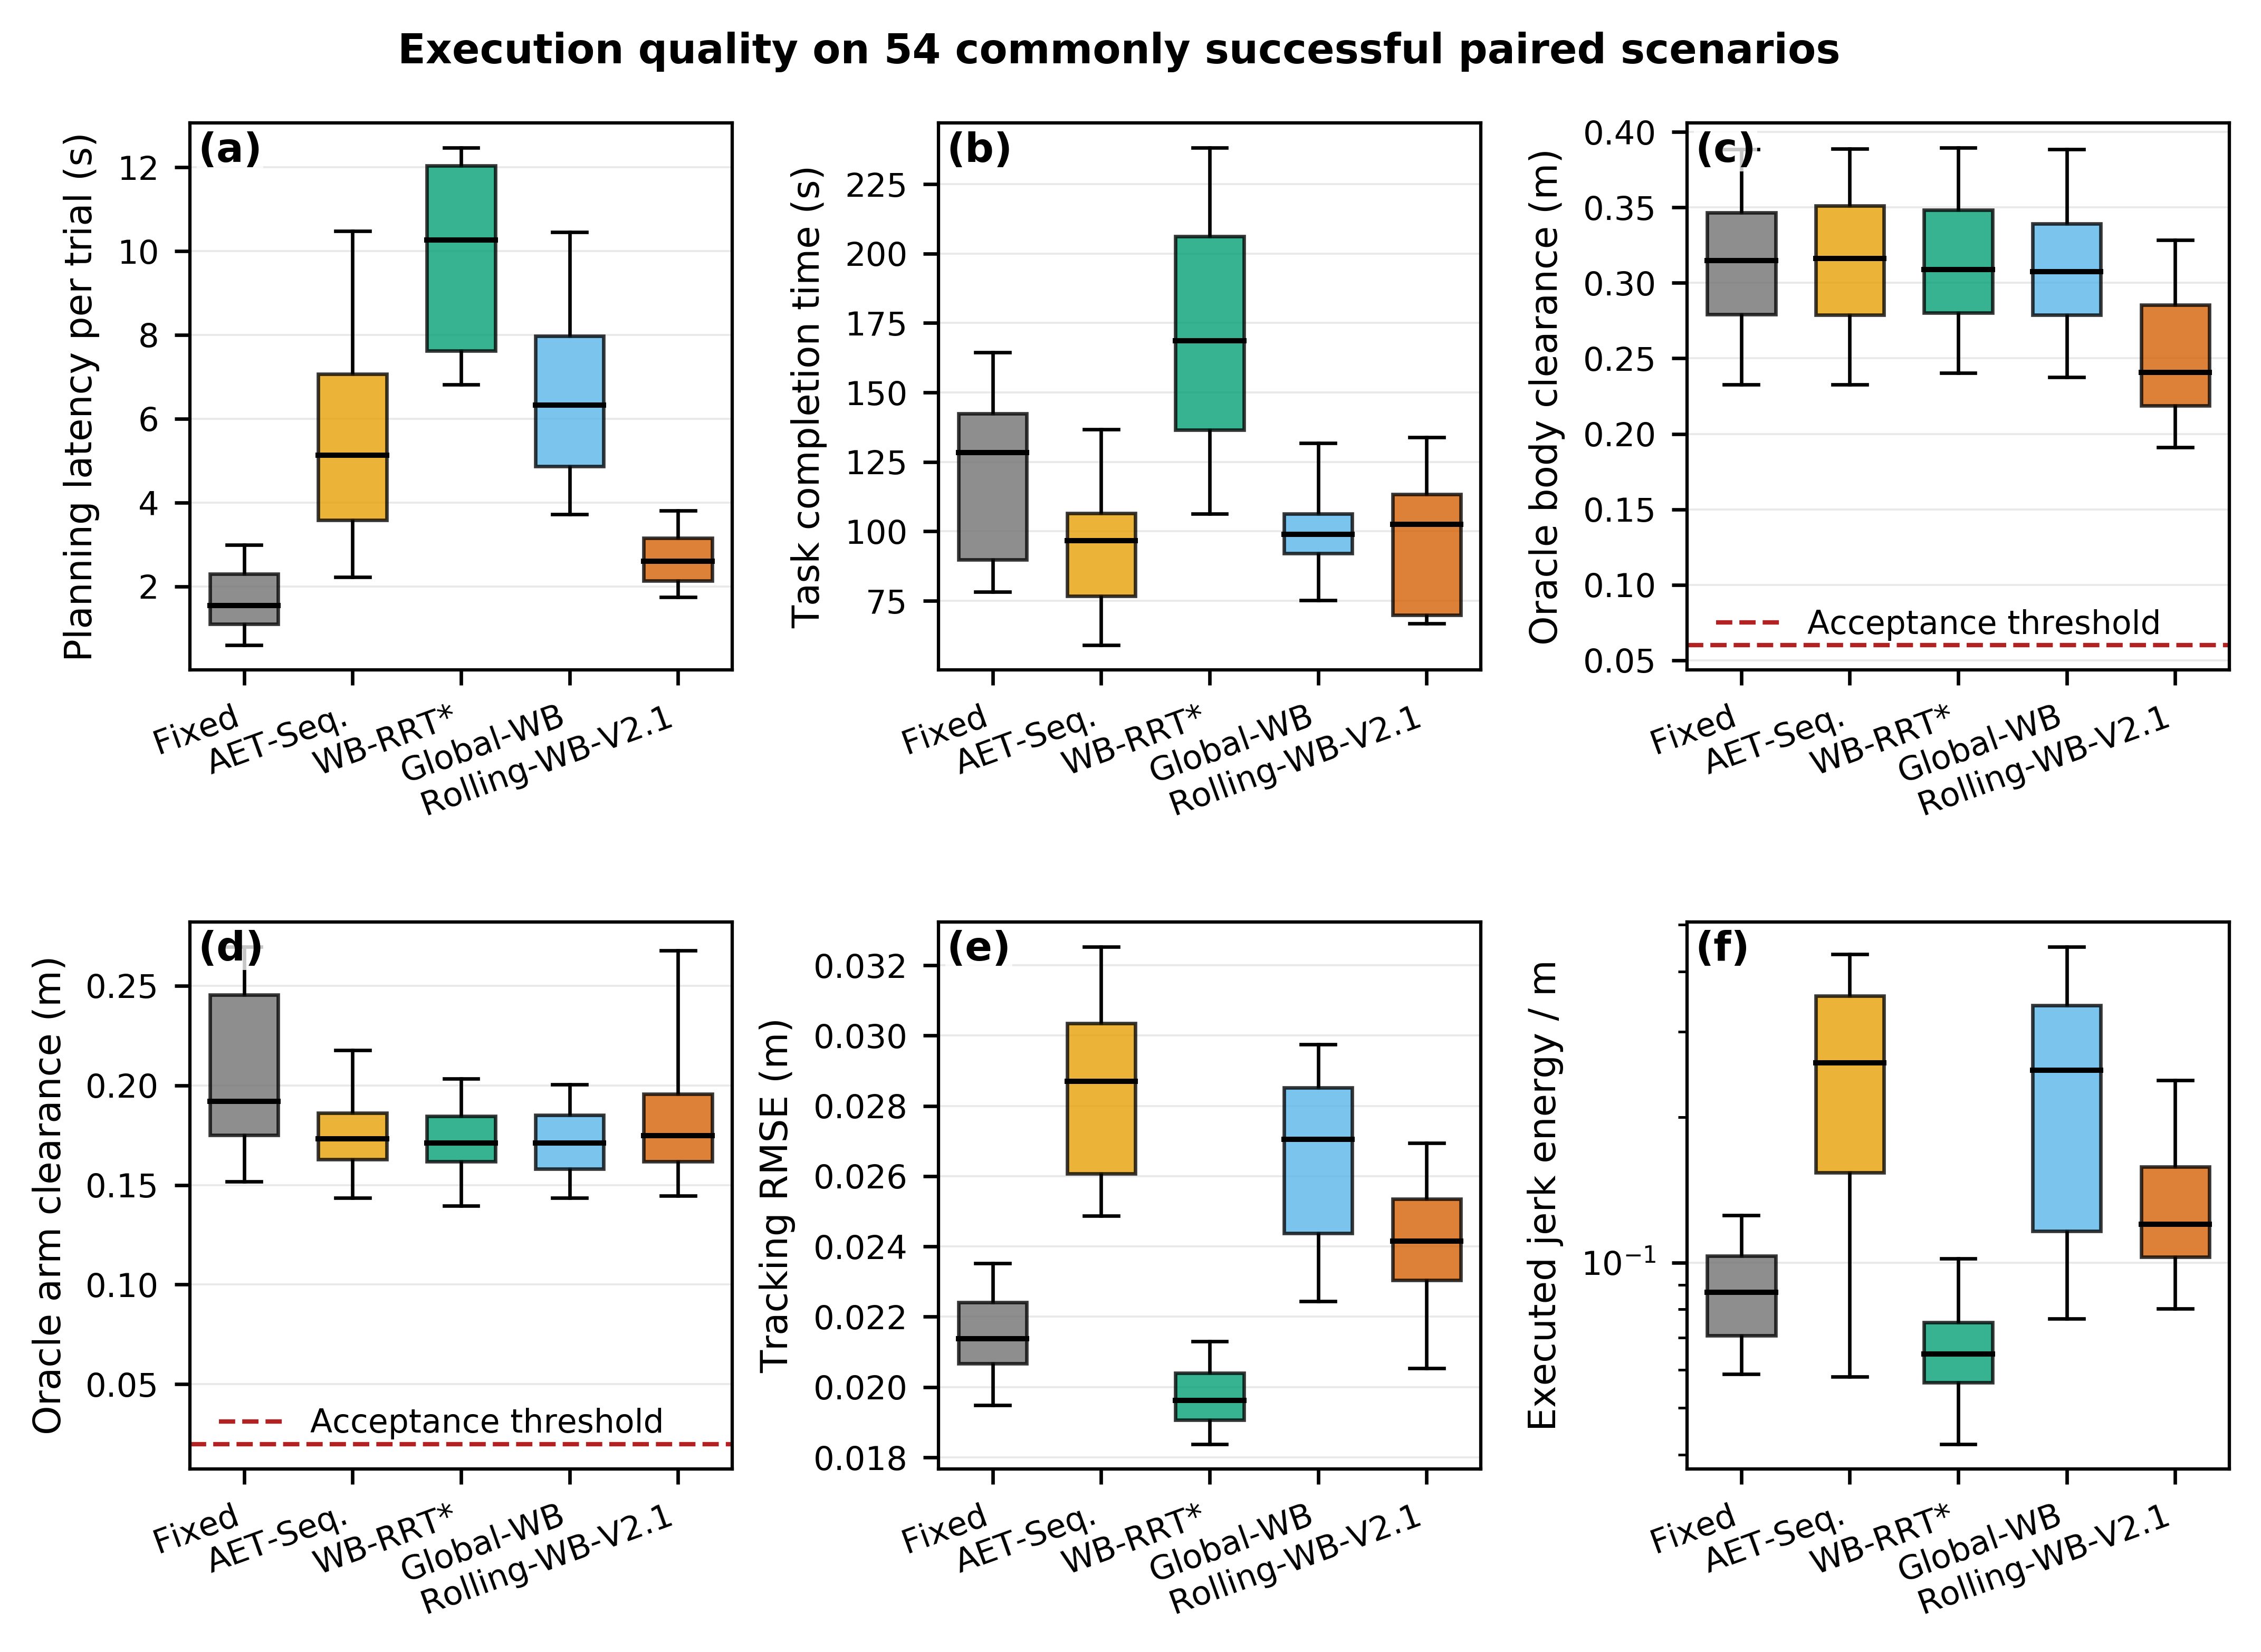 Execution quality on 54 commonly successful paired scenarios
(a)
Planning latency per trial (s)
12
10
8
6
4
2
Fixed
AET-Seq.
WB-RRT*
Global-WB
Rolling-WB-V2.1
(b)
Task completion time (s)
225
200
175
150
125
100
75
Fixed
AET-Seq.
WB-RRT*
Global-WB
Rolling-WB-V2.1
(c)
Oracle body clearance (m)
0.40
0.35
0.30
0.25
0.20
0.15
0.10
0.05
Acceptance threshold
Fixed
AET-Seq.
WB-RRT*
Global-WB
Rolling-WB-V2.1
(d)
Oracle arm clearance (m)
0.25
0.20
0.15
0.10
0.05
Acceptance threshold
Fixed
AET-Seq.
WB-RRT*
Global-WB
Rolling-WB-V2.1
(e)
Tracking RMSE (m)
0.032
0.030
0.028
0.026
0.024
0.022
0.020
0.018
Fixed
AET-Seq.
WB-RRT*
Global-WB
Rolling-WB-V2.1
(f)
Executed jerk energy / m
10⁻¹
Fixed
AET-Seq.
WB-RRT*
Global-WB
Rolling-WB-V2.1